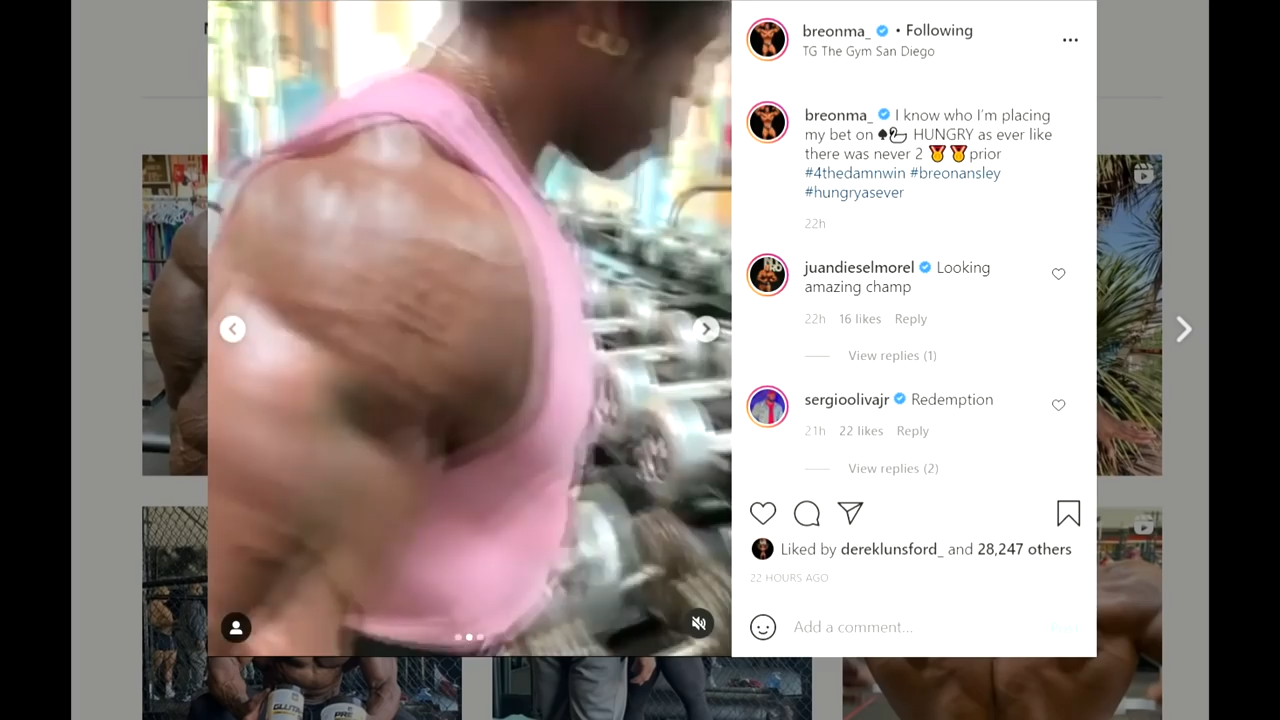 breonma_ • Following
TG The Gym San Diego
breonma_ I know who I'm placing
my bet on ♠️🦢 HUNGRY as ever like
there was never 2 🏅🏅prior
#4thedamnwin #breonansley
#hungryasever
22h
juandieselmorel Looking
amazing champ
22h 16 likes Reply
View replies (1)
sergioolivajr Redemption
21h 22 likes Reply
View replies (2)
Liked by dereklunsford_ and 28,247 others
22 HOURS AGO
Add a comment... Post
GLUTA
PRE